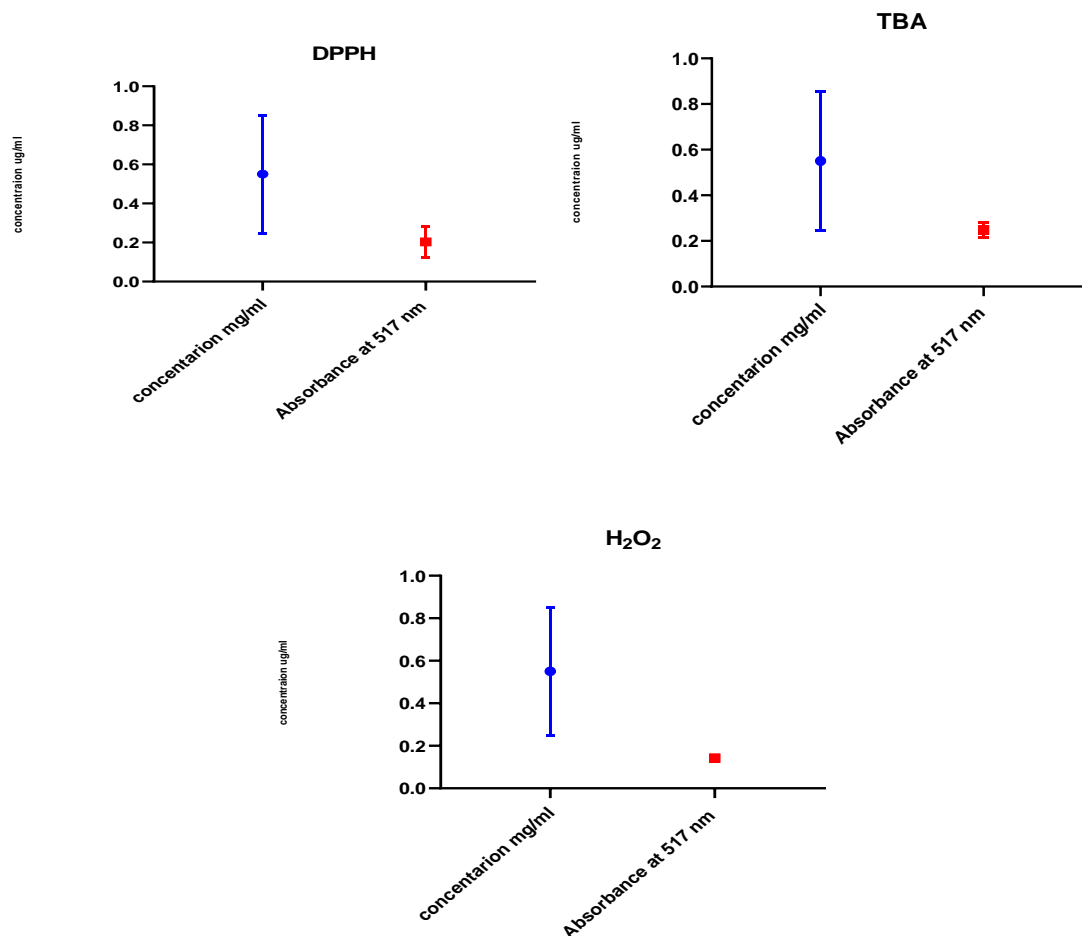 DPPH
concentraion ug/ml
1.0
0.8
0.6
0.4
0.2
0.0
concentarion mg/ml
Absorbance at 517 nm
TBA
concentraion ug/ml
1.0
0.8
0.6
0.4
0.2
0.0
concentarion mg/ml
Absorbance at 517 nm
H₂O₂
concentraion ug/ml
1.0
0.8
0.6
0.4
0.2
0.0
concentarion mg/ml
Absorbance at 517 nm